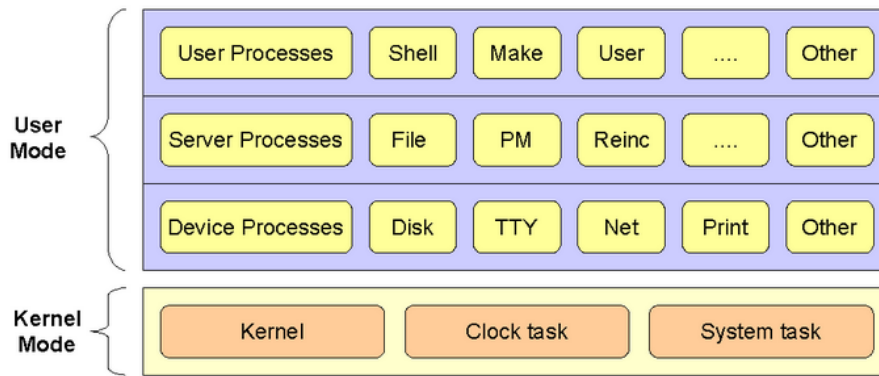 User Processes Shell Make User .... Other
User
Mode
Server Processes File PM Reinc .... Other
Device Processes Disk TTY Net Print Other
Kernel
Mode
Kernel Clock task System task